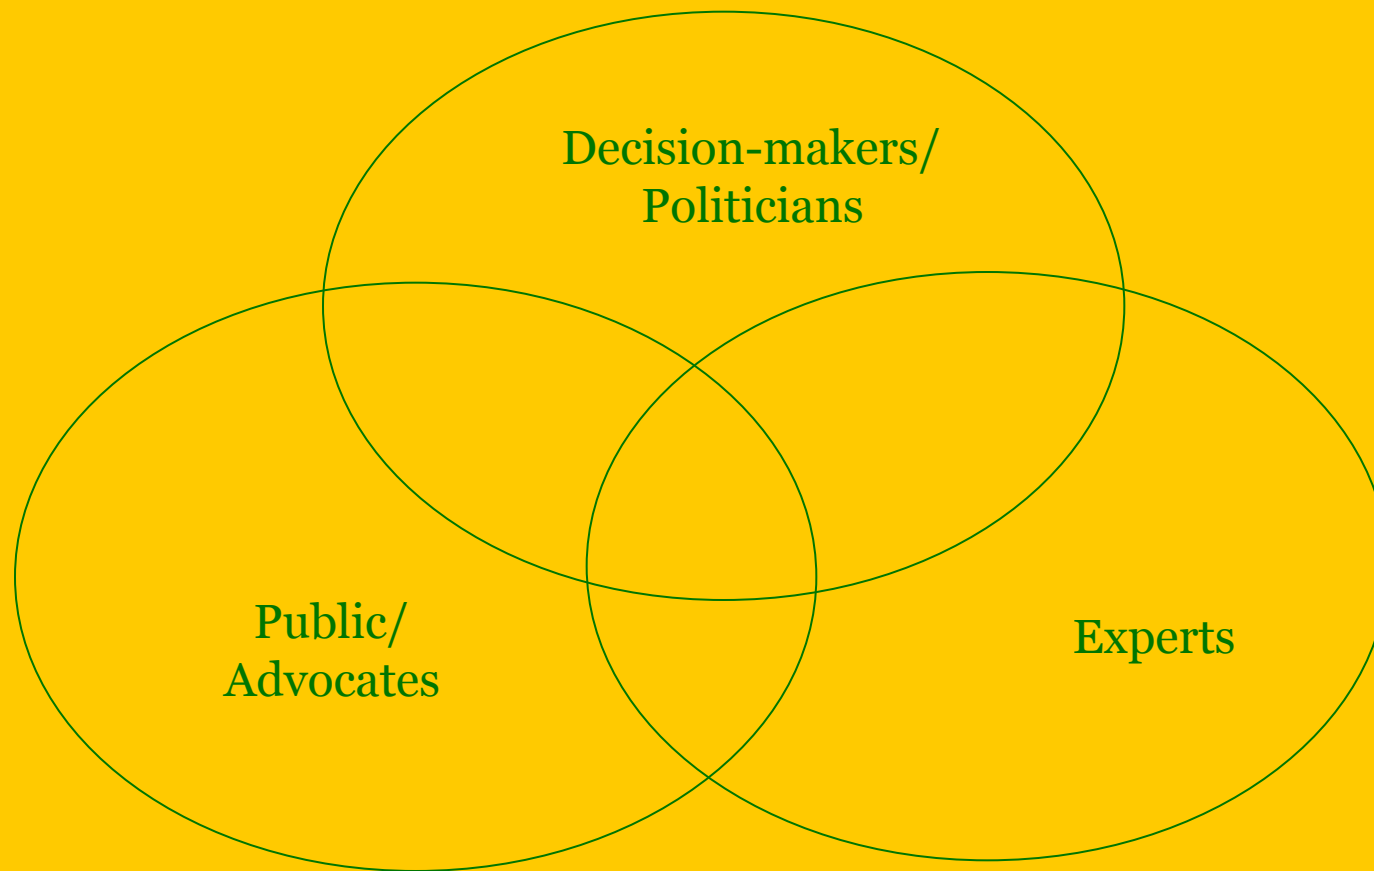 Decision-makers/
Politicians
Public/
Advocates
Experts